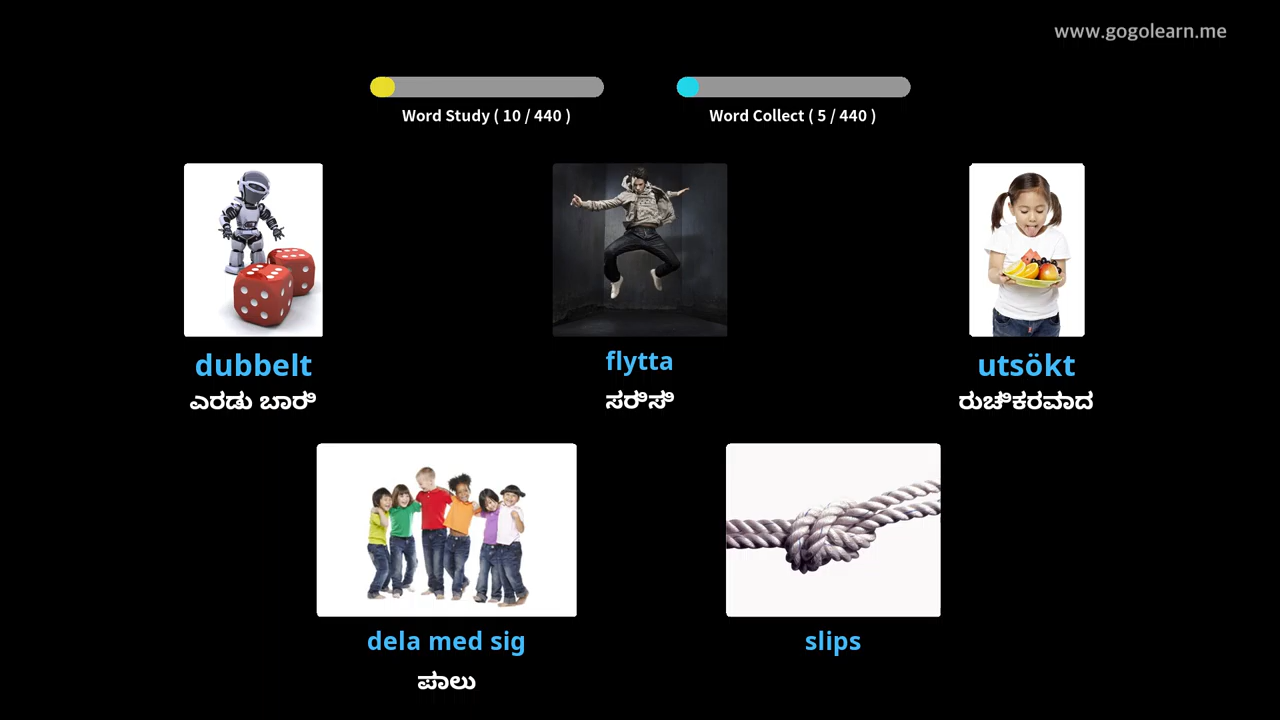 www.gogolearn.me
Word Study ( 10 / 440 )
Word Collect ( 5 / 440 )
dubbelt
flytta
utsökt
ಎರಡು ಬಾರಿ
ಸರಿಸಿ
ರುಚಿಕರವಾದ
dela med sig
slips
ಪಾಲು